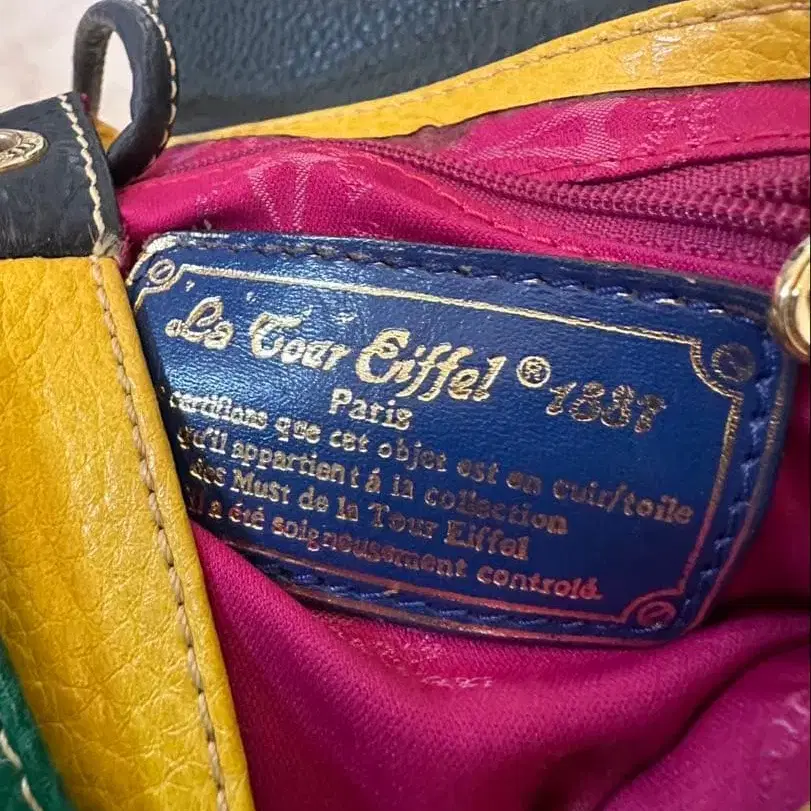 La Tour Eiffel ® 1887
Paris
certifions que cet objet est en cuir/toile
qu'il appartient á la collection
des Must de la Tour Eiffel
il a été soigneusement controlé.